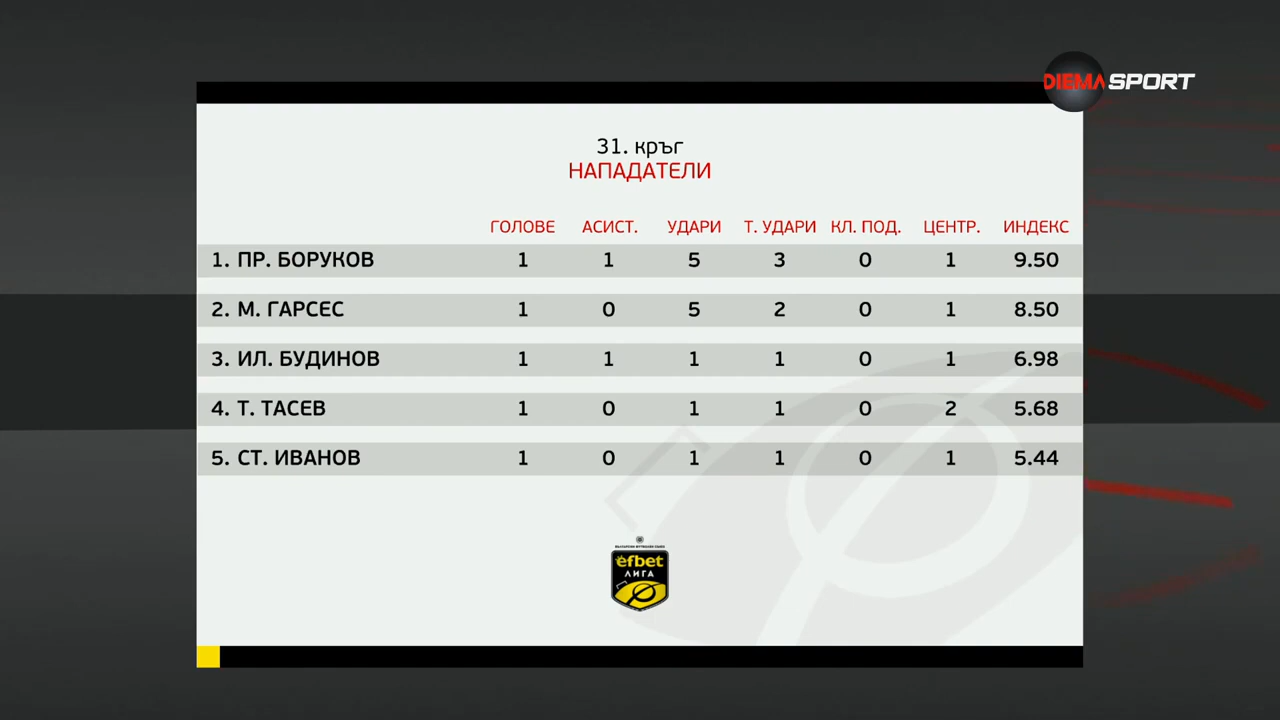 DIEMA SPORT
31. кръг
НАПАДАТЕЛИ
ГОЛОВЕ АСИСТ. УДАРИ Т. УДАРИ КЛ. ПОД. ЦЕНТР. ИНДЕКС
1. ПР. БОРУКОВ 1 1 5 3 0 1 9.50
2. М. ГАРСЕС 1 0 5 2 0 1 8.50
3. ИЛ. БУДИНОВ 1 1 1 1 0 1 6.98
4. Т. ТАСЕВ 1 0 1 1 0 2 5.68
5. СТ. ИВАНОВ 1 0 1 1 0 1 5.44
efbet
ЛИГА